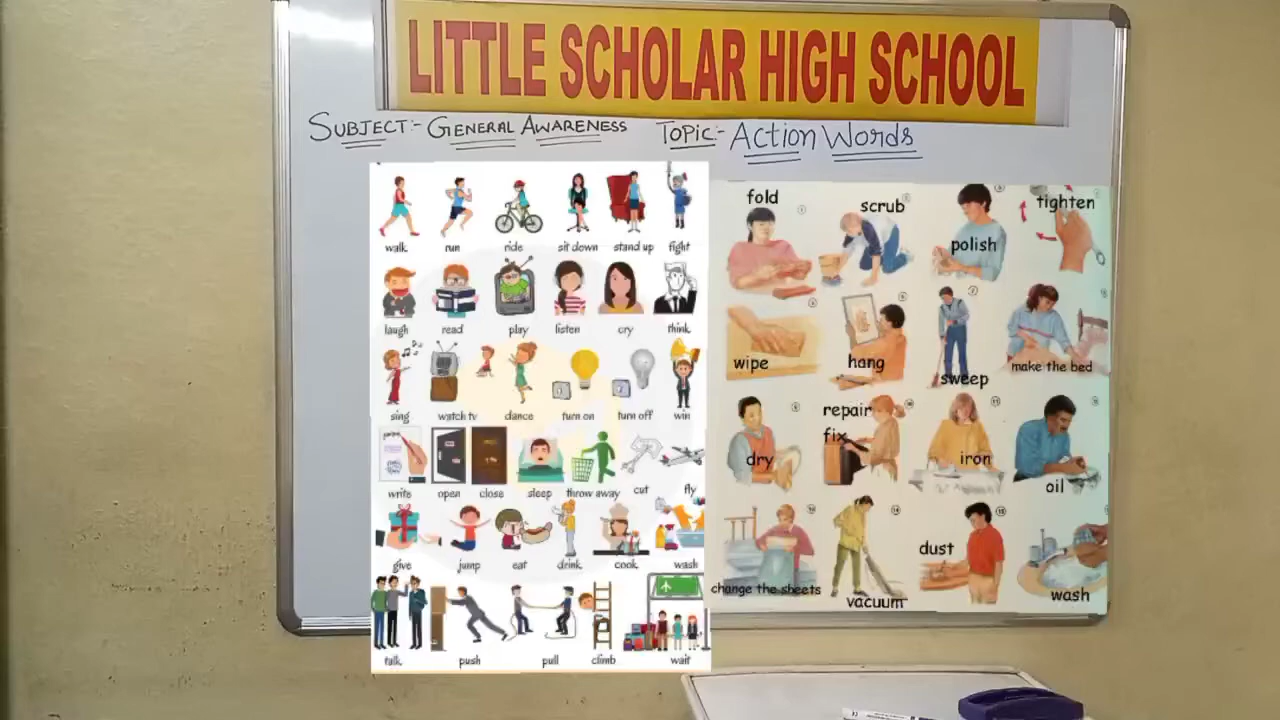 LITTLE SCHOLAR HIGH SCHOOL
SUBJECT:- GENERAL AWARENESS TOPIC:- Action Words
walk run ride sit down stand up fight
laugh read play listen cry think
sing watch tv dance turn on turn off win
write open close sleep throw away cut fly
give jump eat drink cook wash
talk push pull climb wait
fold scrub polish tighten
wipe hang sweep make the bed
dry repair fix iron oil
change the sheets vacuum dust wash